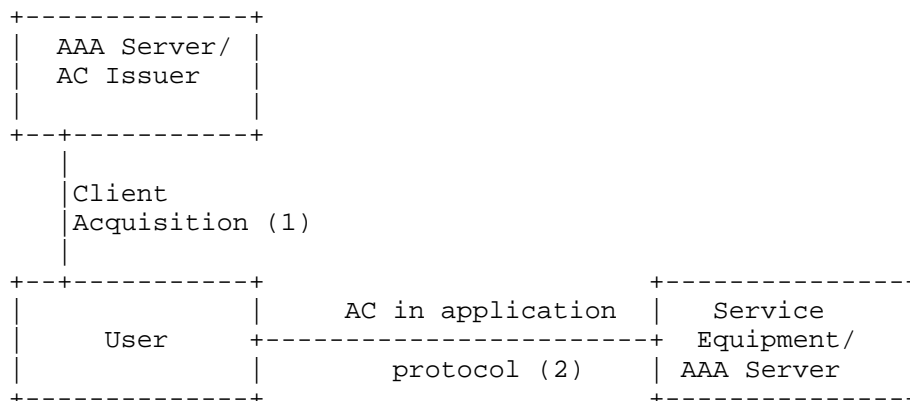 AAA Server/
AC Issuer
Client
Acquisition (1)
AC in application
protocol (2)
User
Service
Equipment/
AAA Server